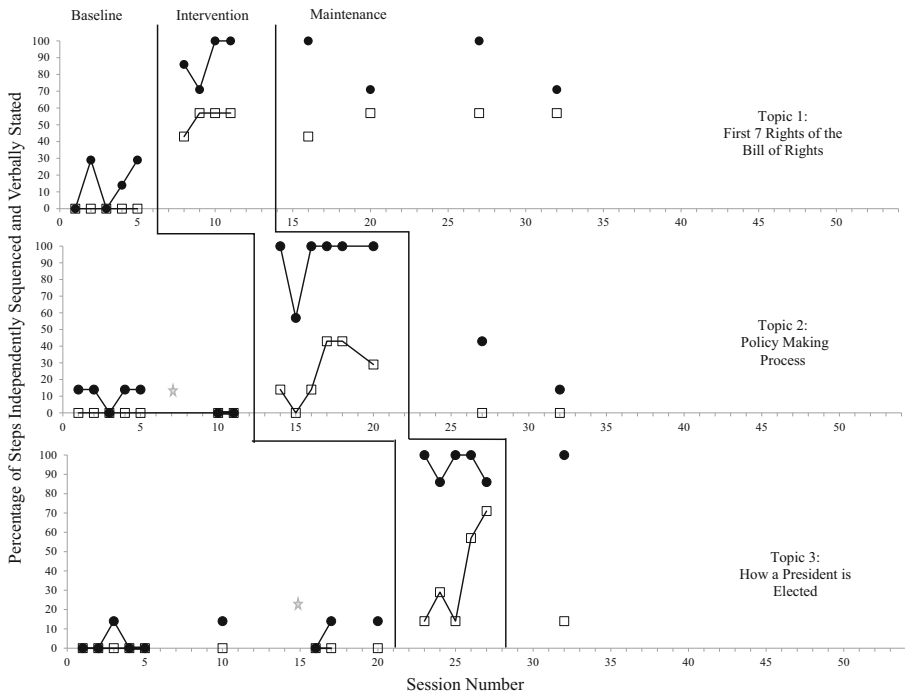 Baseline Intervention Maintenance
Percentage of Steps Independently Sequenced and Verbally Stated
100
90
80
70
60
50
40
30
20
10
0
0 5 10 15 20 25 30 35 40 45 50
Topic 1:
First 7 Rights of the
Bill of Rights
100
90
80
70
60
50
40
30
20
10
0
0 5 10 15 20 25 30 35 40 45 50
Topic 2:
Policy Making
Process
100
90
80
70
60
50
40
30
20
10
0
0 5 10 15 20 25 30 35 40 45 50
Topic 3:
How a President is
Elected
Session Number